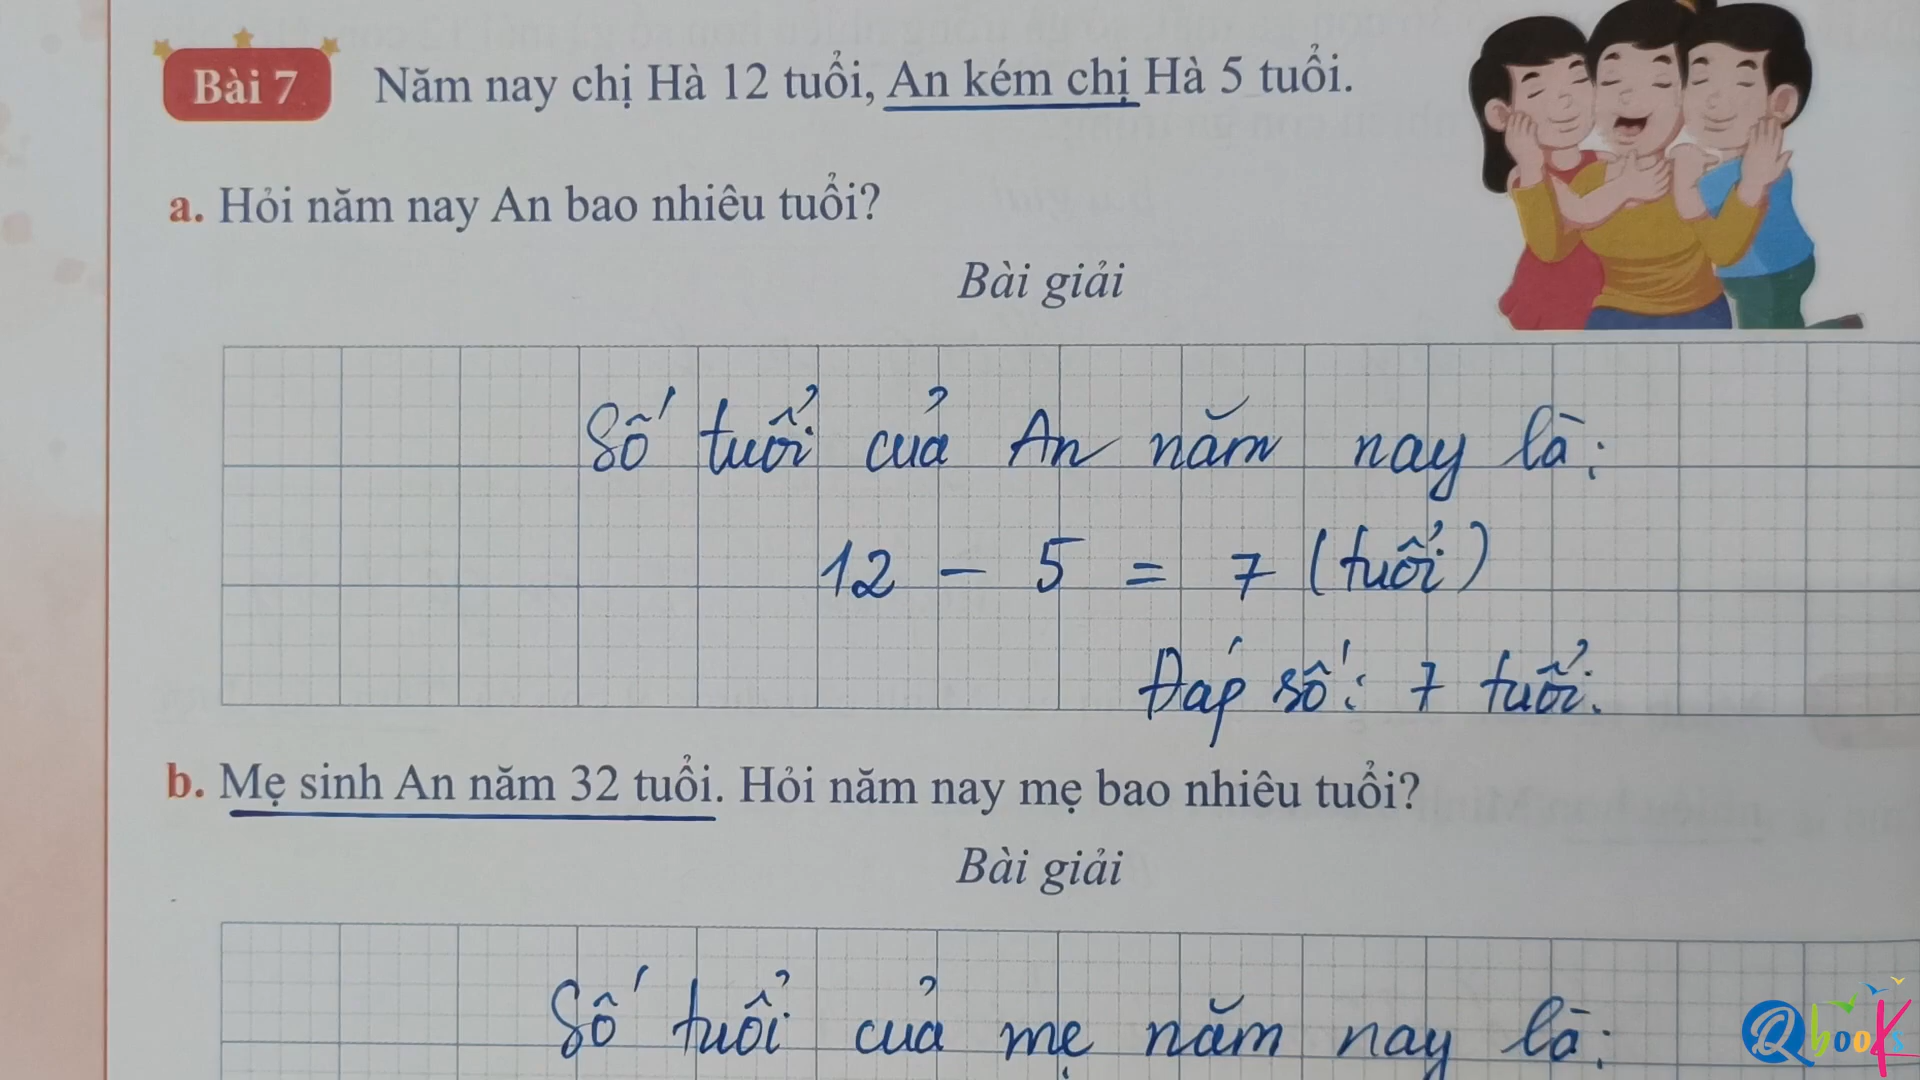 Bài 7 Năm nay chị Hà 12 tuổi, An kém chị Hà 5 tuổi.
a. Hỏi năm nay An bao nhiêu tuổi?
Bài giải
Số tuổi của An năm nay là:
12 - 5 = 7 (tuổi)
Đáp số: 7 tuổi.
b. Mẹ sinh An năm 32 tuổi. Hỏi năm nay mẹ bao nhiêu tuổi?
Bài giải
Số tuổi của mẹ năm nay là:
Qbooks